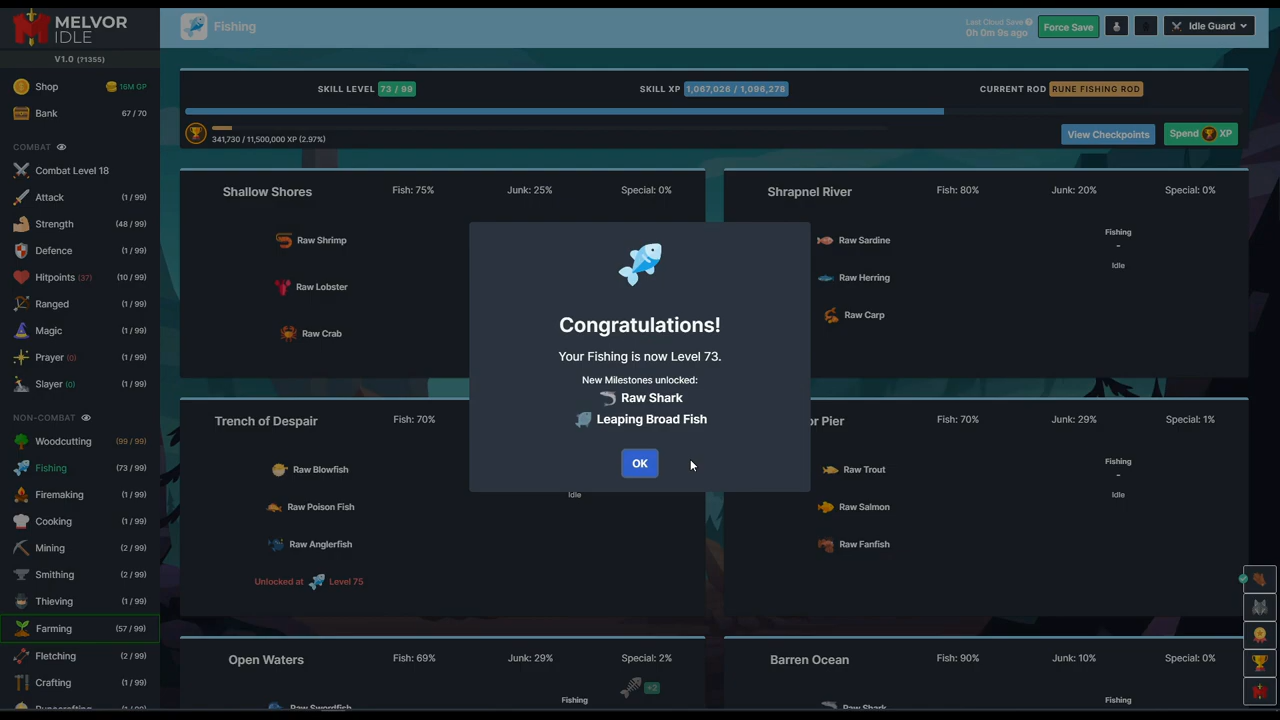 MELVOR
IDLE
V1.0 (?1355)
Shop 16M GP
Bank 67 / 70
COMBAT
Combat Level 18
Attack (1 / 99)
Strength (48 / 99)
Defence (1 / 99)
Hitpoints (37) (10 / 99)
Ranged (1 / 99)
Magic (1 / 99)
Prayer (0) (1 / 99)
Slayer (0) (1 / 99)
NON-COMBAT
Woodcutting (99 / 99)
Fishing (73 / 99)
Firemaking (1 / 99)
Cooking (1 / 99)
Mining (2 / 99)
Smithing (2 / 99)
Thieving (1 / 99)
Farming (57 / 99)
Fletching (2 / 99)
Crafting (1 / 99)
Fishing
Last Cloud Save
0h 0m 9s ago
Force Save
Idle Guard
SKILL LEVEL 73 / 99
SKILL XP 1,067,026 / 1,096,278
CURRENT ROD RUNE FISHING ROD
341,730 / 11,500,000 XP (2.97%)
View Checkpoints
Spend XP
Shallow Shores Fish: 75% Junk: 25% Special: 0%
Raw Shrimp
Raw Lobster
Raw Crab
Shrapnel River Fish: 80% Junk: 20% Special: 0%
Raw Sardine
Raw Herring
Raw Carp
Fishing
-
Idle
Congratulations!
Your Fishing is now Level 73.
New Milestones unlocked:
Raw Shark
Leaping Broad Fish
OK
Trench of Despair Fish: 70%
Raw Blowfish
Raw Poison Fish
Raw Anglerfish
Unlocked at Level 75
Idle
or Pier Fish: 70% Junk: 29% Special: 1%
Raw Trout
Raw Salmon
Raw Fanfish
Fishing
-
Idle
Open Waters Fish: 69% Junk: 29% Special: 2%
Raw Swordfish
Fishing
+2
Barren Ocean Fish: 90% Junk: 10% Special: 0%
Raw Shark
Fishing